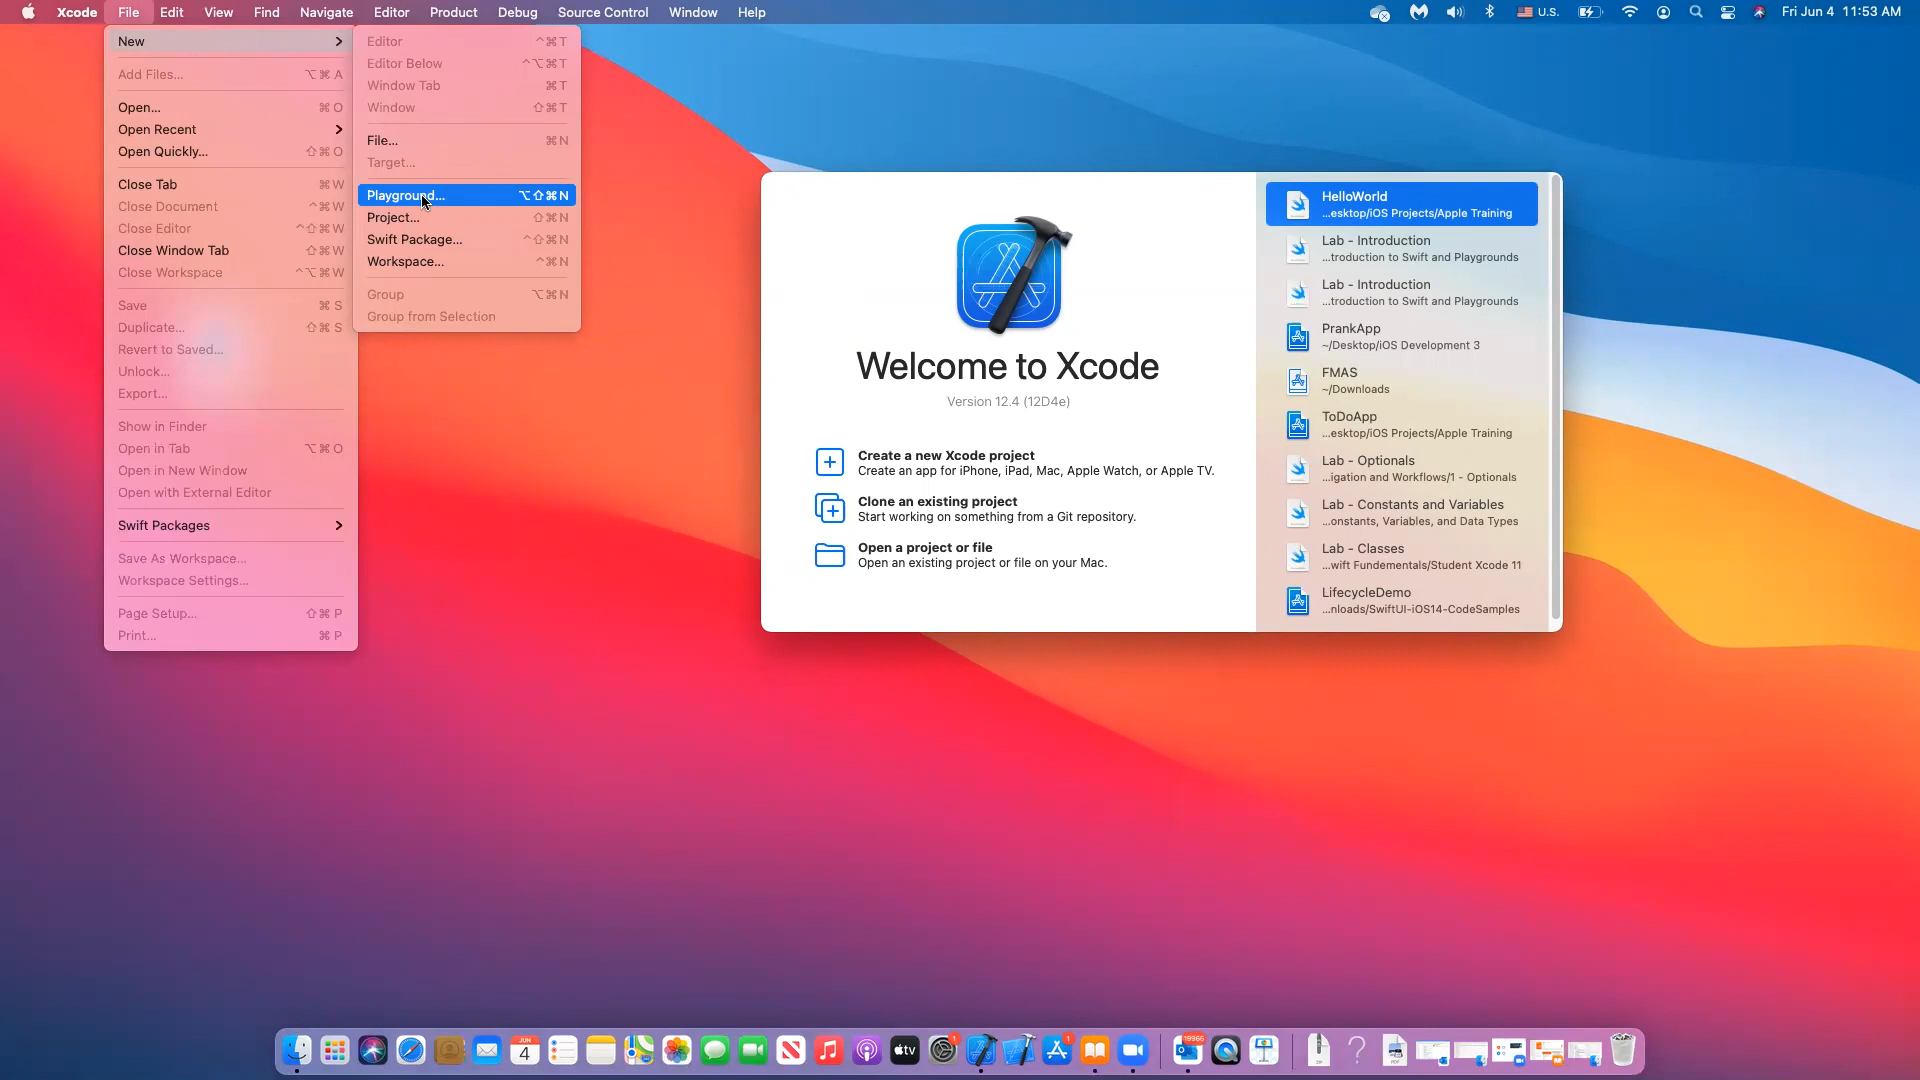 Xcode File Edit View Find Navigate Editor Product Debug Source Control Window Help
U.S. Fri Jun 4 11:53 AM
New
Add Files... ⌥⌘A
Open... ⌘O
Open Recent
Open Quickly... ⇧⌘O
Close Tab ⌘W
Close Document ^⌘W
Close Editor ^⇧⌘W
Close Window Tab ⇧⌘W
Close Workspace ^⌥⌘W
Save ⌘S
Duplicate... ⇧⌘S
Revert to Saved...
Unlock...
Export...
Show in Finder
Open in Tab ⌥⌘O
Open in New Window
Open with External Editor
Swift Packages
Save As Workspace...
Workspace Settings...
Page Setup... ⇧⌘P
Print... ⌘P
Editor ^⌘T
Editor Below ^⌥⌘T
Window Tab ⌘T
Window ⇧⌘T
File... ⌘N
Target...
Playground... ⌥⇧⌘N
Project... ⇧⌘N
Swift Package... ^⇧⌘N
Workspace... ^⌘N
Group ⌥⌘N
Group from Selection
Welcome to Xcode
Version 12.4 (12D4e)
Create a new Xcode project
Create an app for iPhone, iPad, Mac, Apple Watch, or Apple TV.
Clone an existing project
Start working on something from a Git repository.
Open a project or file
Open an existing project or file on your Mac.
HelloWorld
...esktop/iOS Projects/Apple Training
Lab - Introduction
...troduction to Swift and Playgrounds
Lab - Introduction
...troduction to Swift and Playgrounds
PrankApp
~/Desktop/iOS Development 3
FMAS
~/Downloads
ToDoApp
...esktop/iOS Projects/Apple Training
Lab - Optionals
...igation and Workflows/1 - Optionals
Lab - Constants and Variables
...onstants, Variables, and Data Types
Lab - Classes
...wift Fundementals/Student Xcode 11
LifecycleDemo
...nloads/SwiftUI-iOS14-CodeSamples
JUN
4
tv
1
1
19966
ZIP
?
PDF